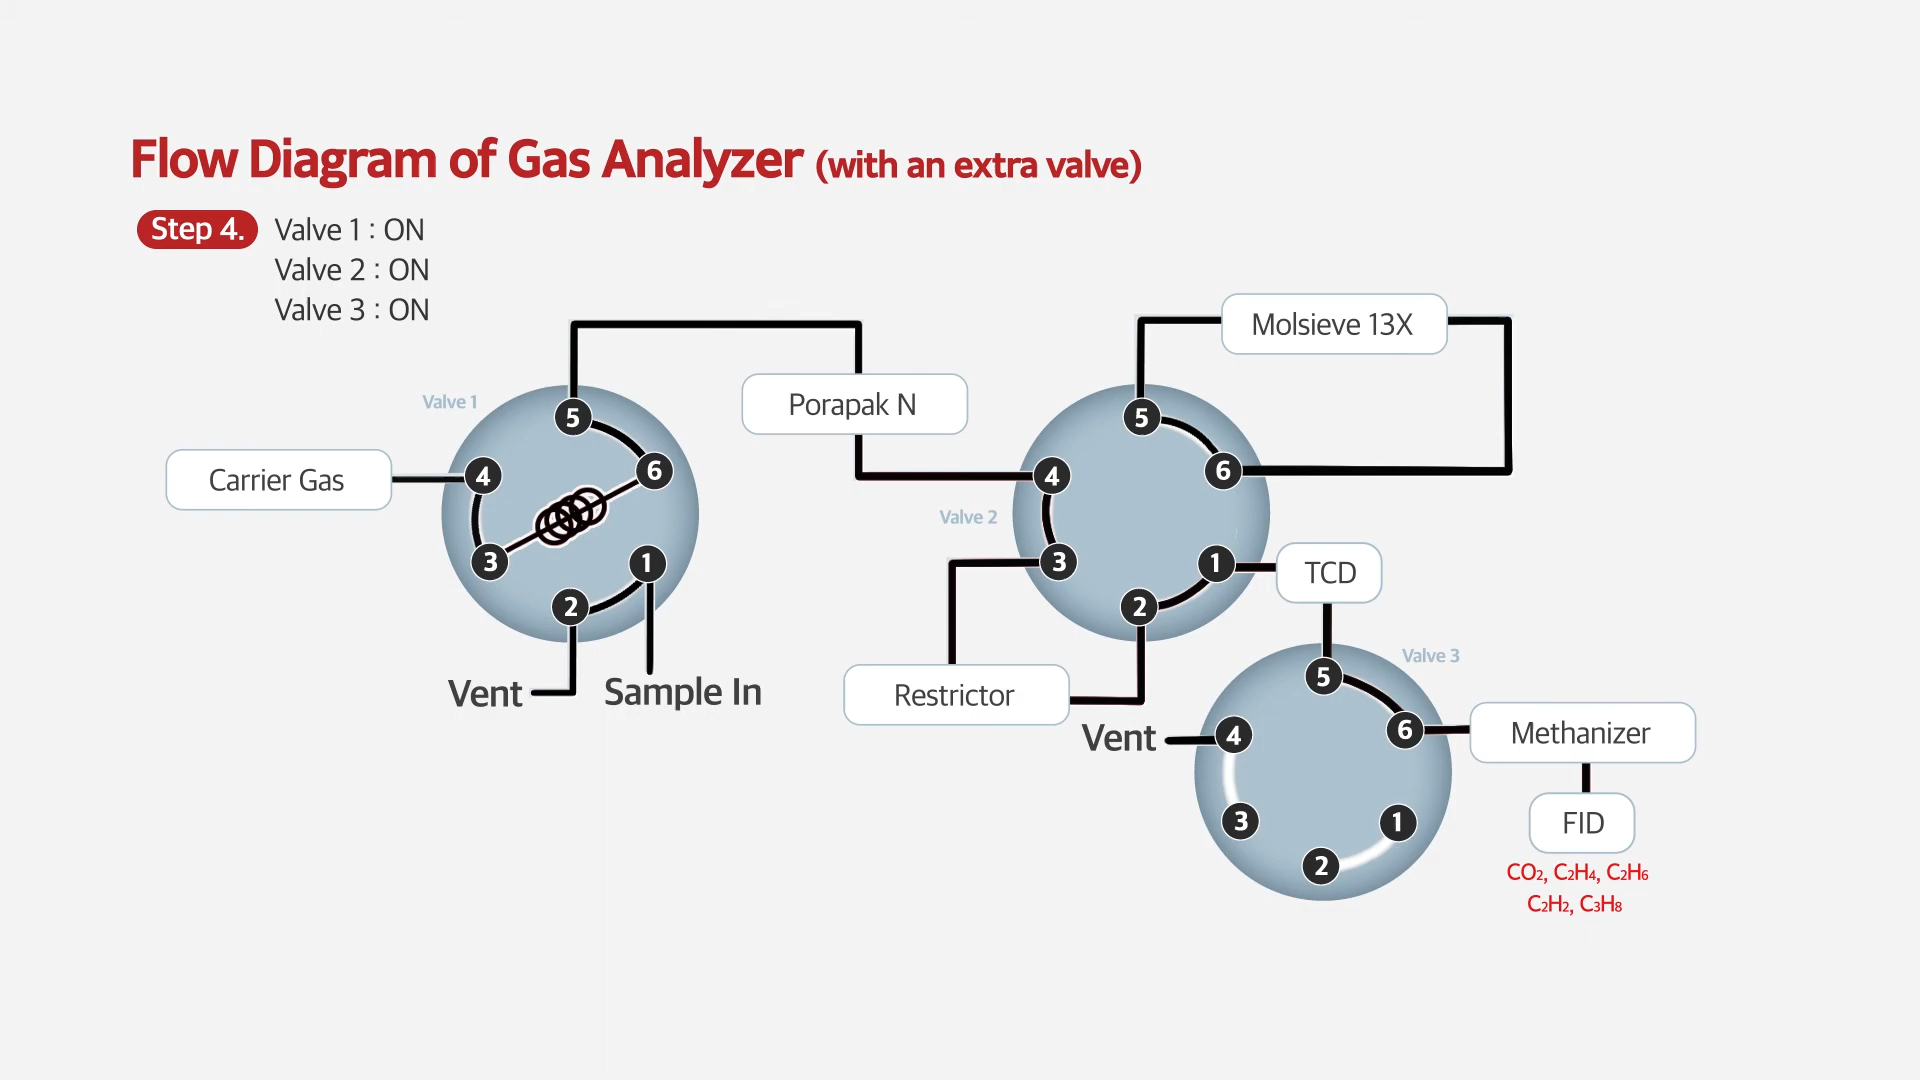 Flow Diagram of Gas Analyzer (with an extra valve)
Step 4. Valve 1 : ON
Valve 2 : ON
Valve 3 : ON
Valve 1
Carrier Gas
5
4
6
3
1
2
Vent
Sample In
Porapak N
Molsieve 13X
Valve 2
5
4
6
3
1
2
TCD
Restrictor
Valve 3
Vent
5
4
6
3
1
2
Methanizer
FID
CO₂, C₂H₄, C₂H₆
C₂H₂, C₃H₈